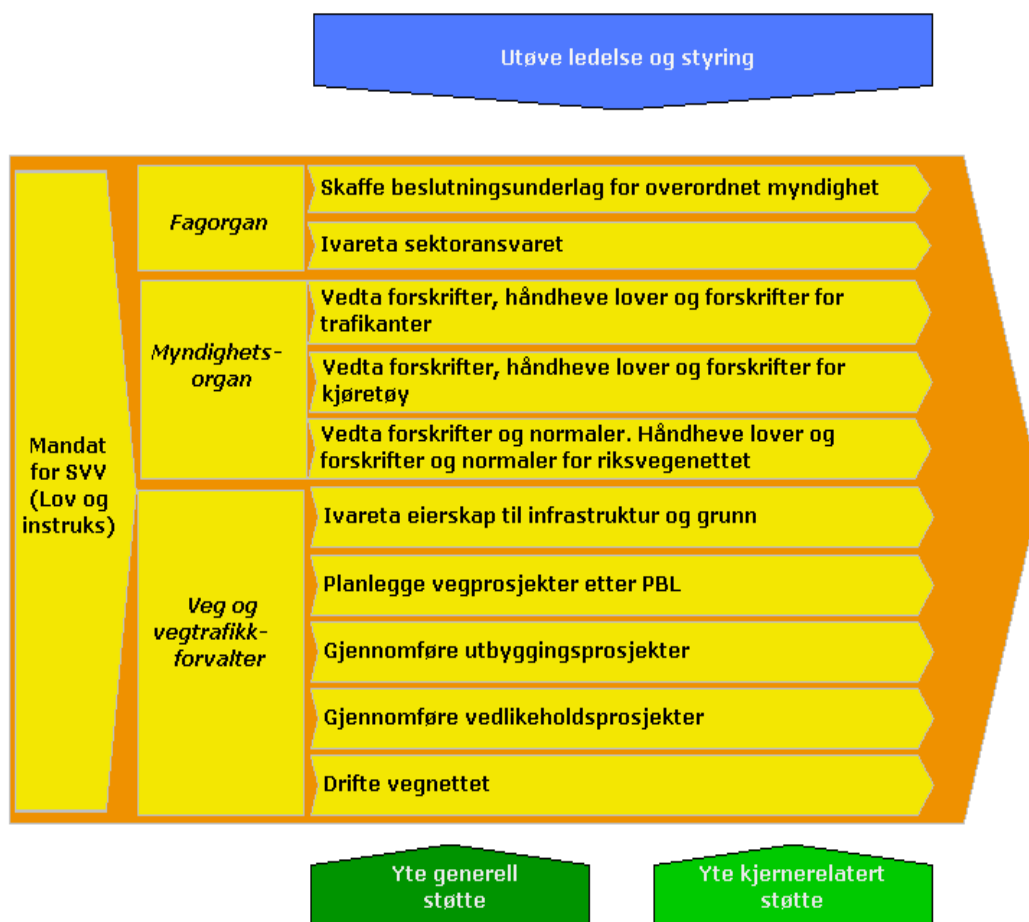 Utøve ledelse og styring
Mandat
for SVV
(Lov og
instruks)
Fagorgan
Skaffe beslutningsunderlag for overordnet myndighet
Ivareta sektoransvaret
Myndighets-
organ
Vedta forskrifter, håndheve lover og forskrifter for
trafikanter
Vedta forskrifter, håndheve lover og forskrifter for
kjøretøy
Vedta forskrifter og normaler. Håndheve lover og
forskrifter og normaler for riksvegenettet
Veg og
vegtrafikk-
forvalter
Ivareta eierskap til infrastruktur og grunn
Planlegge vegprosjekter etter PBL
Gjennomføre utbyggingsprosjekter
Gjennomføre vedlikeholdsprosjekter
Drifte vegnettet
Yte generell
støtte
Yte kjernerelatert
støtte